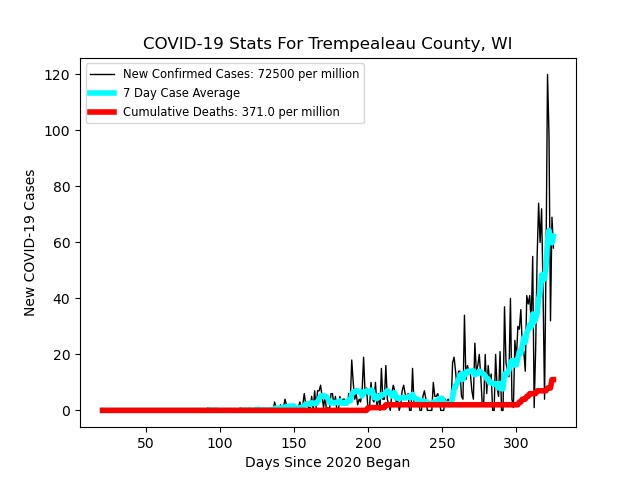 COVID-19 Stats For Trempealeau County, WI
New Confirmed Cases: 72500 per million
7 Day Case Average
Cumulative Deaths: 371.0 per million
120
100
80
60
40
20
0
New COVID-19 Cases
50 100 150 200 250 300
Days Since 2020 Began